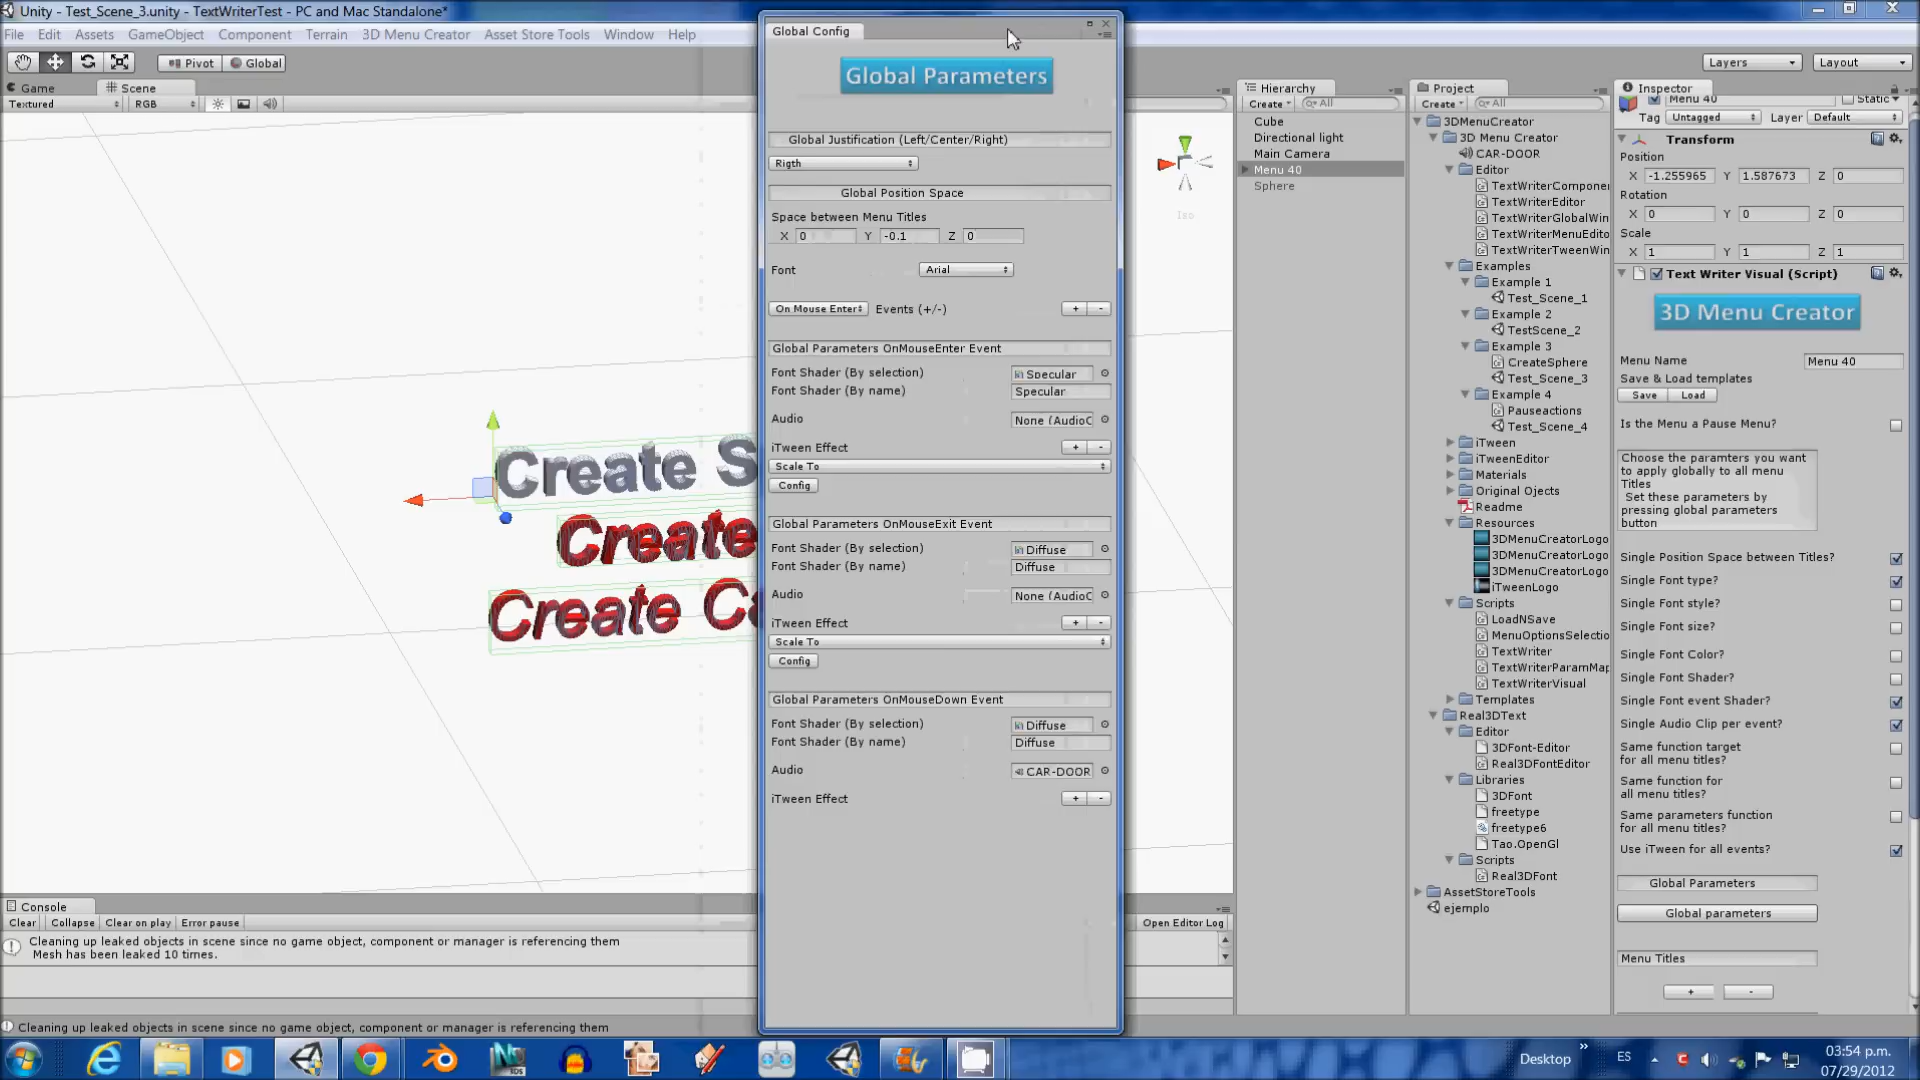 Unity - Test_Scene_3.unity - TextWriterTest - PC and Mac Standalone*
File Edit Assets GameObject Component Terrain 3D Menu Creator Asset Store Tools Window Help
Pivot Global
Layers Layout
Game Scene
Textured RGB
Global Config
Global Parameters
Global Justification (Left/Center/Right)
Rigth
Global Position Space
Space between Menu Titles
X 0 Y -0.1 Z 0
Font Arial
On Mouse Enter Events (+/-) + -
Global Parameters OnMouseEnter Event
Font Shader (By selection) Specular
Font Shader (By name) Specular
Audio None (AudioC
iTween Effect + -
Scale To
Config
Global Parameters OnMouseExit Event
Font Shader (By selection) Diffuse
Font Shader (By name) Diffuse
Audio None (AudioC
iTween Effect + -
Scale To
Config
Global Parameters OnMouseDown Event
Font Shader (By selection) Diffuse
Font Shader (By name) Diffuse
Audio CAR-DOOR
iTween Effect + -
Create S
Create
Create Ca
Iso
Hierarchy
Create All
Cube
Directional light
Main Camera
Menu 40
Sphere
Project
Create All
3DMenuCreator
3D Menu Creator
CAR-DOOR
Editor
TextWriterComponer
TextWriterEditor
TextWriterGlobalWin
TextWriterMenuEdito
TextWriterTweenWin
Examples
Example 1
Test_Scene_1
Example 2
TestScene_2
Example 3
CreateSphere
Test_Scene_3
Example 4
Pauseactions
Test_Scene_4
iTween
iTweenEditor
Materials
Original Ojects
Readme
Resources
3DMenuCreatorLogo
3DMenuCreatorLogo
3DMenuCreatorLogo
iTweenLogo
Scripts
LoadNSave
MenuOptionsSelectio
TextWriter
TextWriterParamMap
TextWriterVisual
Templates
Real3DText
Editor
3DFont-Editor
Real3DFontEditor
Libraries
3DFont
freetype
freetype6
Tao.OpenGl
Scripts
Real3DFont
AssetStoreTools
ejemplo
Inspector
Menu 40 Static
Tag Untagged Layer Default
Transform
Position
X -1.255965 Y 1.587673 Z 0
Rotation
X 0 Y 0 Z 0
Scale
X 1 Y 1 Z 1
Text Writer Visual (Script)
3D Menu Creator
Menu Name Menu 40
Save & Load templates
Save Load
Is the Menu a Pause Menu?
Choose the paramters you want
to apply globally to all menu
Titles
Set these parameters by
pressing global parameters
button
Single Position Space between Titles?
Single Font type?
Single Font style?
Single Font size?
Single Font Color?
Single Font Shader?
Single Font event Shader?
Single Audio Clip per event?
Same function target
for all menu titles?
Same function for
all menu titles?
Same parameters function
for all menu titles?
Use iTween for all events?
Global Parameters
Global parameters
Menu Titles
+ -
Console
Clear Collapse Clear on play Error pause Open Editor Log
Cleaning up leaked objects in scene since no game object, component or manager is referencing them
Mesh has been leaked 10 times.
Cleaning up leaked objects in scene since no game object, component or manager is referencing them
Desktop » ES 03:54 p.m.
07/29/2012